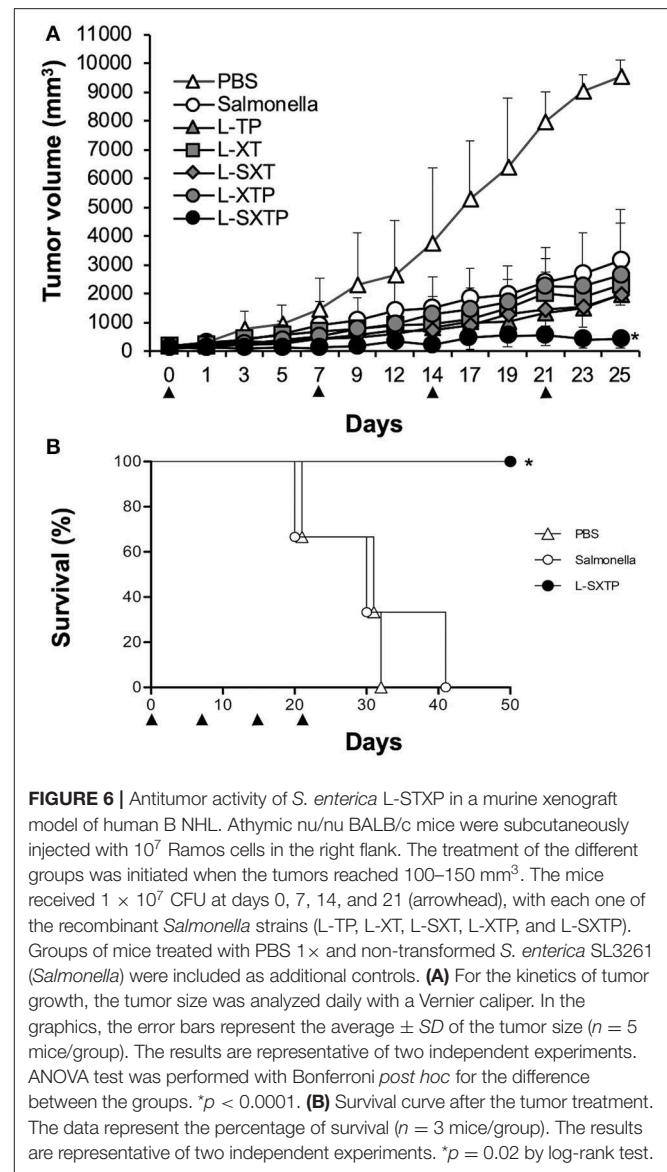 A
11000
10000
9000
8000
7000
6000
5000
4000
3000
2000
1000
0
Tumor volume (mm³)
PBS
Salmonella
L-TP
L-XT
L-SXT
L-XTP
L-SXTP
*
0 1 3 5 7 9 12 14 17 19 21 23 25
Days
B
100
80
60
40
20
0
Survival (%)
*
PBS
Salmonella
L-SXTP
0 10 20 30 40 50
Days
FIGURE 6 | Antitumor activity of S. enterica L-STXP in a murine xenograft
model of human B NHL. Athymic nu/nu BALB/c mice were subcutaneously
injected with 10⁷ Ramos cells in the right flank. The treatment of the different
groups was initiated when the tumors reached 100–150 mm³. The mice
received 1 × 10⁷ CFU at days 0, 7, 14, and 21 (arrowhead), with each one of
the recombinant Salmonella strains (L-TP, L-XT, L-SXT, L-XTP, and L-SXTP).
Groups of mice treated with PBS 1× and non-transformed S. enterica SL3261
(Salmonella) were included as additional controls. (A) For the kinetics of tumor
growth, the tumor size was analyzed daily with a Vernier caliper. In the
graphics, the error bars represent the average ± SD of the tumor size (n = 5
mice/group). The results are representative of two independent experiments.
ANOVA test was performed with Bonferroni post hoc for the difference
between the groups. *p < 0.0001. (B) Survival curve after the tumor treatment.
The data represent the percentage of survival (n = 3 mice/group). The results
are representative of two independent experiments. *p = 0.02 by log-rank test.